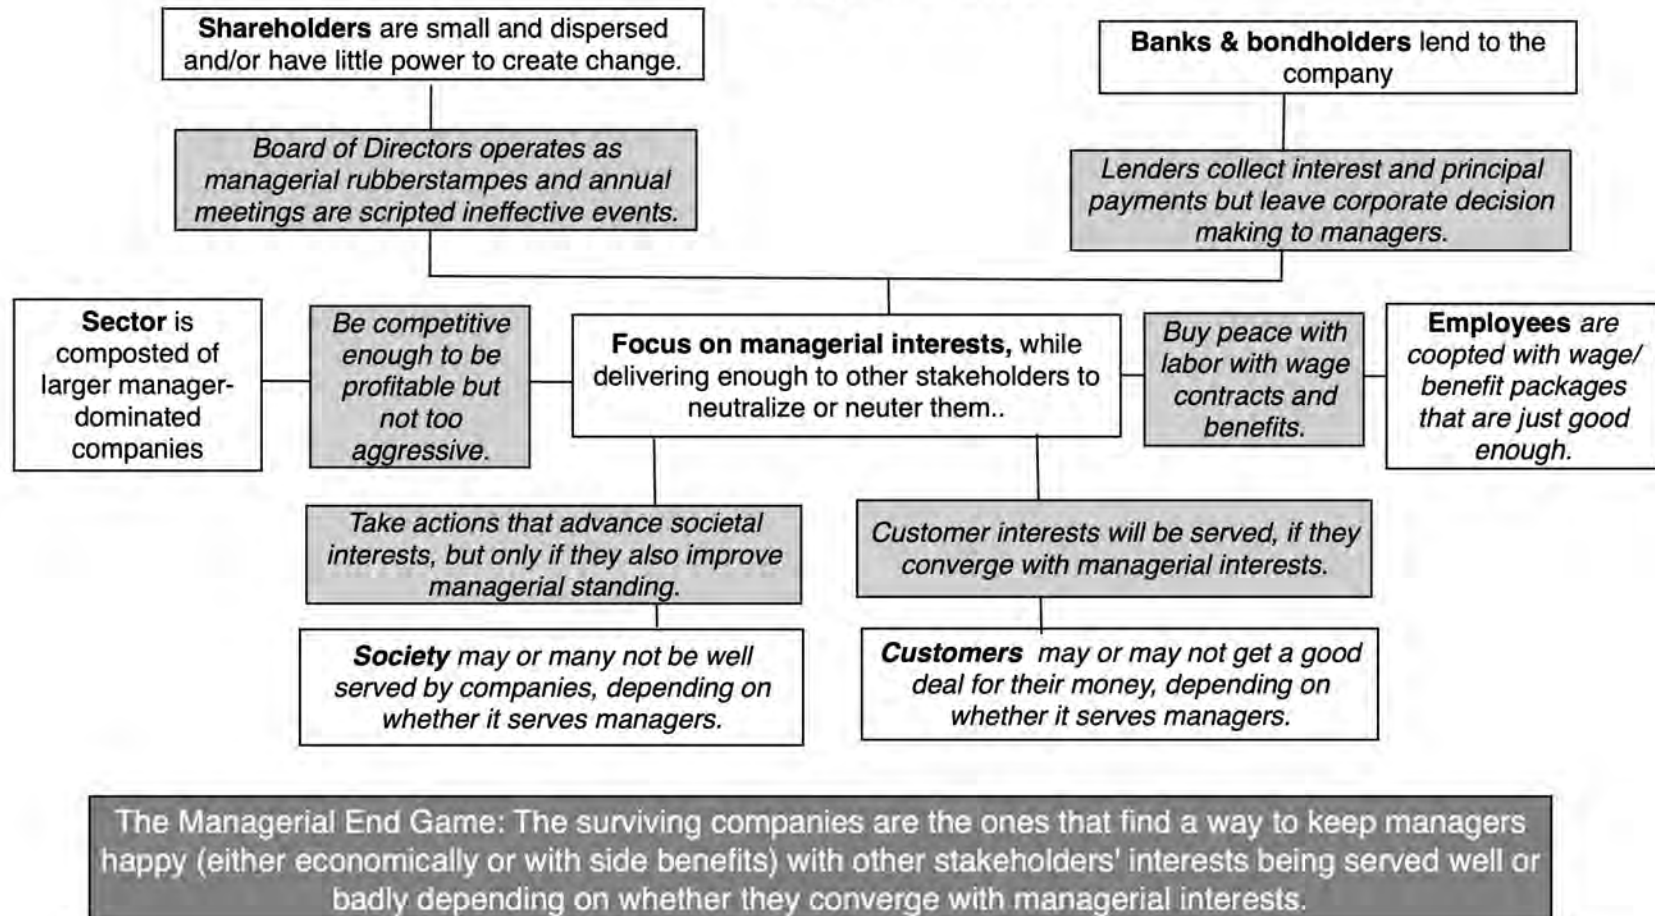 Shareholders are small and dispersed
and/or have little power to create change.
Banks & bondholders lend to the
company
Board of Directors operates as
managerial rubberstampes and annual
meetings are scripted ineffective events.
Lenders collect interest and principal
payments but leave corporate decision
making to managers.
Sector is
composted of
larger manager-
dominated
companies
Be competitive
enough to be
profitable but
not too
aggressive.
Focus on managerial interests, while
delivering enough to other stakeholders to
neutralize or neuter them..
Buy peace with
labor with wage
contracts and
benefits.
Employees are
coopted with wage/
benefit packages
that are just good
enough.
Take actions that advance societal
interests, but only if they also improve
managerial standing.
Customer interests will be served, if they
converge with managerial interests.
Society may or many not be well
served by companies, depending on
whether it serves managers.
Customers may or may not get a good
deal for their money, depending on
whether it serves managers.
The Managerial End Game: The surviving companies are the ones that find a way to keep managers
happy (either economically or with side benefits) with other stakeholders' interests being served well or
badly depending on whether they converge with managerial interests.